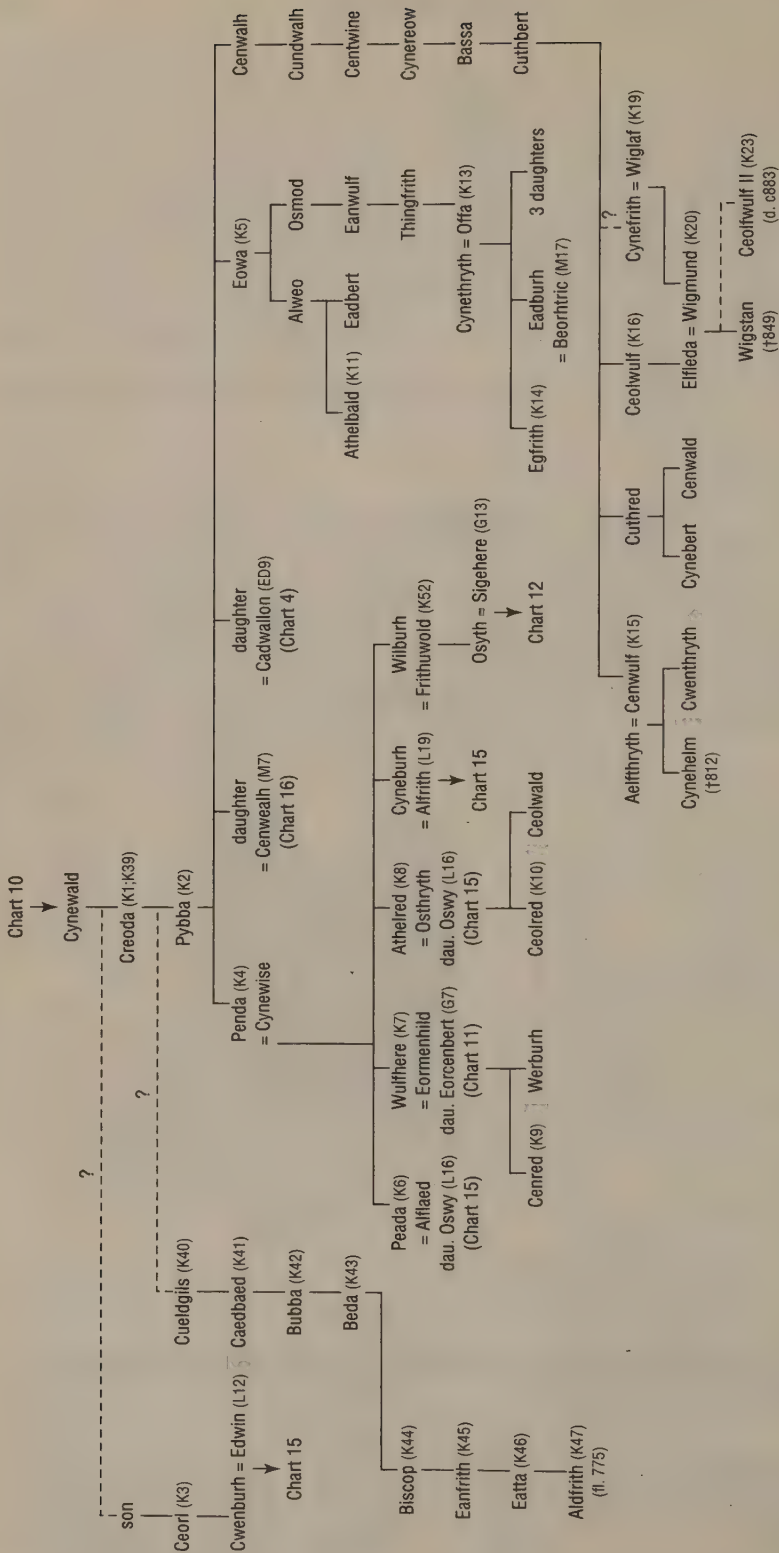 Chart 10
Cynewald
?
son
Creoda (K1;K39)
?
Ceorl (K3)
Cueldgils (K40)
Pybba (K2)
Cwenburh = Edwin (L12)
Chart 15
Caedbaed (K41)
Bubba (K42)
Beda (K43)
Biscop (K44)
Eanfrith (K45)
Eatta (K46)
Aldfrith (K47)
(fl. 775)
Penda (K4)
= Cynewise
daughter
= Cenwealh (M7)
(Chart 16)
daughter
= Cadwallon (ED9)
(Chart 4)
Eowa (K5)
Cenwalh
Cundwalh
Centwine
Cynereow
Bassa
Cuthbert
Alweo
Osmod
Athelbald (K11)
Eadbert
Eanwulf
Thingfrith
Cynethryth = Offa (K13)
Egfrith (K14)
Eadburh
= Beorhtric (M17)
3 daughters
Peada (K6)
= Alflaed
dau. Oswy (L16)
(Chart 15)
Wulfhere (K7)
= Eormenhild
dau. Eorcenbert (G7)
(Chart 11)
Athelred (K8)
= Osthryth
dau. Oswy (L16)
(Chart 15)
Cyneburh
= Alfrith (L19)
Chart 15
Wilburh
= Frithuwold (K52)
Osyth = Sigehere (G13)
Chart 12
Cenred (K9)
Werburh
Ceolred (K10)
Ceolwald
Aelfthryth = Cenwulf (K15)
Cuthred
Ceolwulf (K16)
?
Cynefrith = Wiglaf (K19)
Cynehelm
(†812)
Cwenthryth
Cynebert
Cenwald
Elfleda = Wigmund (K20)
Wigstan
(†849)
Ceolfwulf II (K23)
(d. c883)